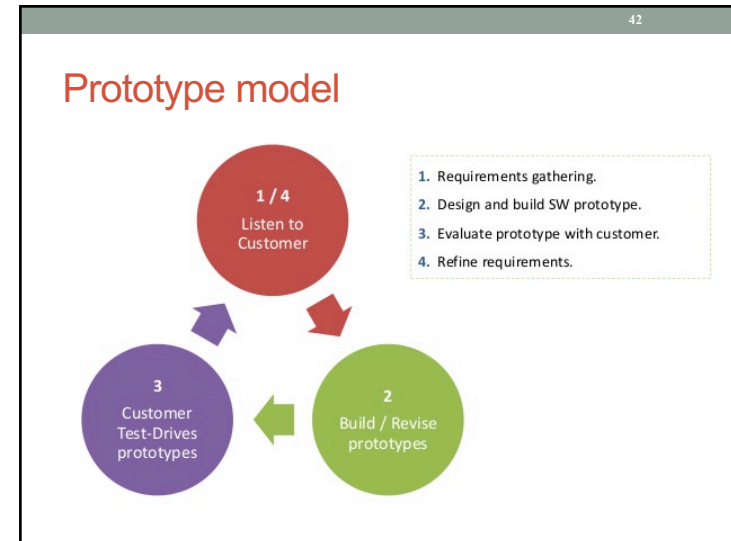 42
Prototype model
1 / 4
Listen to
Customer
1. Requirements gathering.
2. Design and build SW prototype.
3. Evaluate prototype with customer.
4. Refine requirements.
3
Customer
Test-Drives
prototypes
2
Build / Revise
prototypes